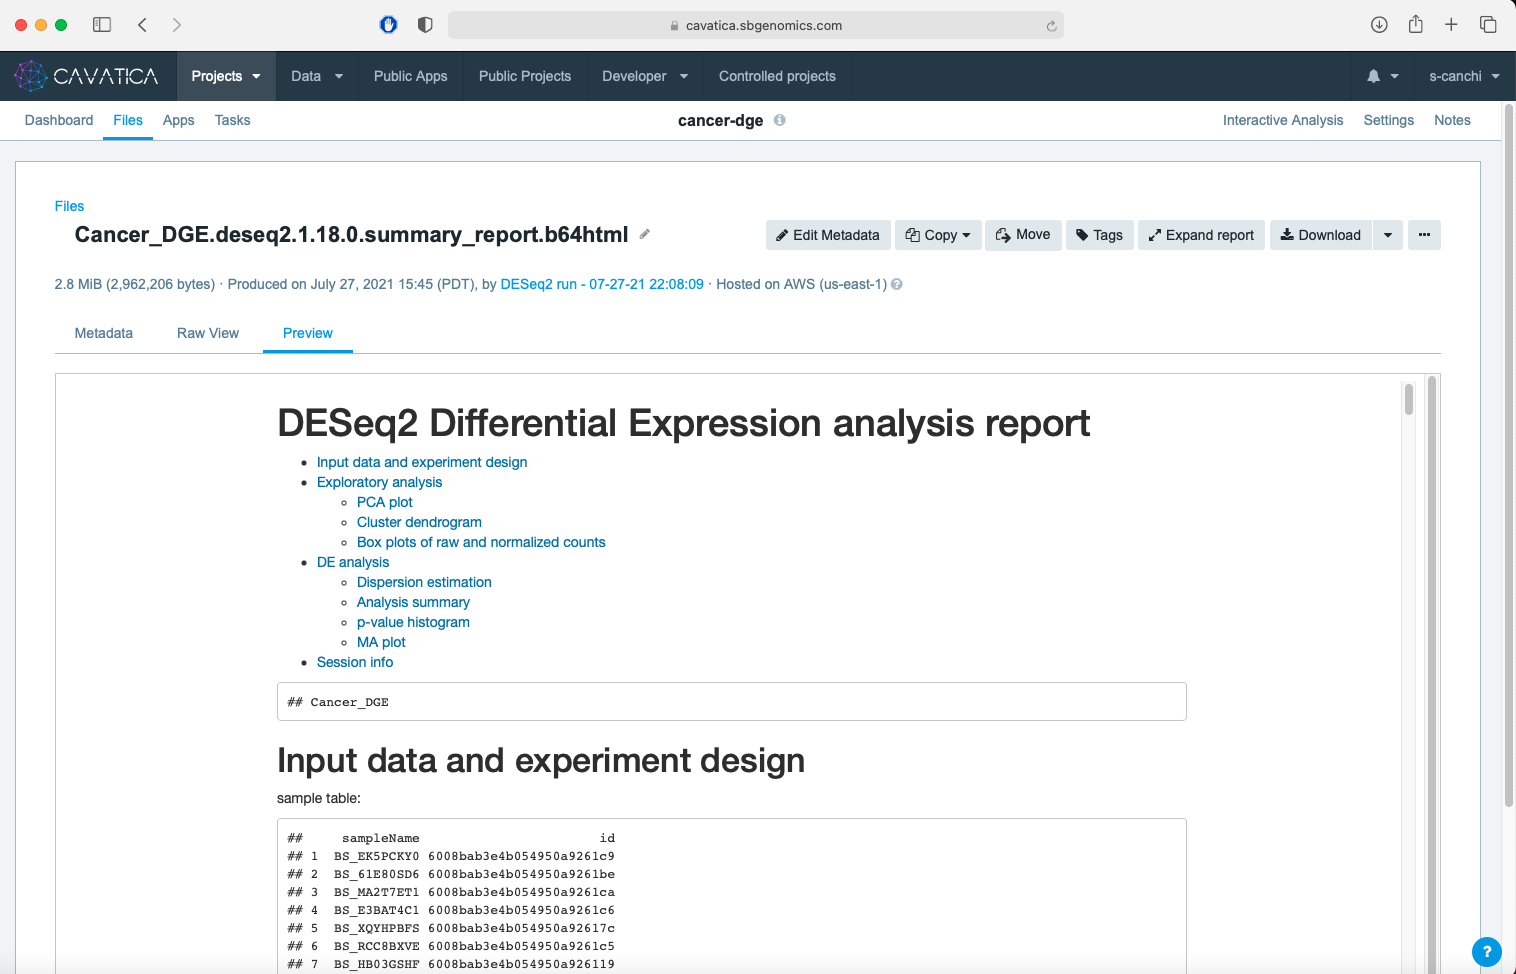 cavatica.sbgenomics.com
CAVATICA Projects Data Public Apps Public Projects Developer Controlled projects s-canchi
Dashboard Files Apps Tasks cancer-dge Interactive Analysis Settings Notes
Files
Cancer_DGE.deseq2.1.18.0.summary_report.b64html
Edit Metadata Copy Move Tags Expand report Download
2.8 MiB (2,962,206 bytes) · Produced on July 27, 2021 15:45 (PDT), by DESeq2 run - 07-27-21 22:08:09 · Hosted on AWS (us-east-1) ?
Metadata Raw View Preview
DESeq2 Differential Expression analysis report
• Input data and experiment design
• Exploratory analysis
◦ PCA plot
◦ Cluster dendrogram
◦ Box plots of raw and normalized counts
• DE analysis
◦ Dispersion estimation
◦ Analysis summary
◦ p-value histogram
◦ MA plot
• Session info
## Cancer_DGE
Input data and experiment design
sample table:
## sampleName id
## 1 BS_EK5PCKY0 6008bab3e4b054950a9261c9
## 2 BS_61E80SD6 6008bab3e4b054950a9261be
## 3 BS_MA2T7ET1 6008bab3e4b054950a9261ca
## 4 BS_E3BAT4C1 6008bab3e4b054950a9261c6
## 5 BS_XQYHPBFS 6008bab3e4b054950a92617c
## 6 BS_RCC8BXVE 6008bab3e4b054950a9261c5
## 7 BS_HB03GSHF 6008bab3e4b054950a926119
?